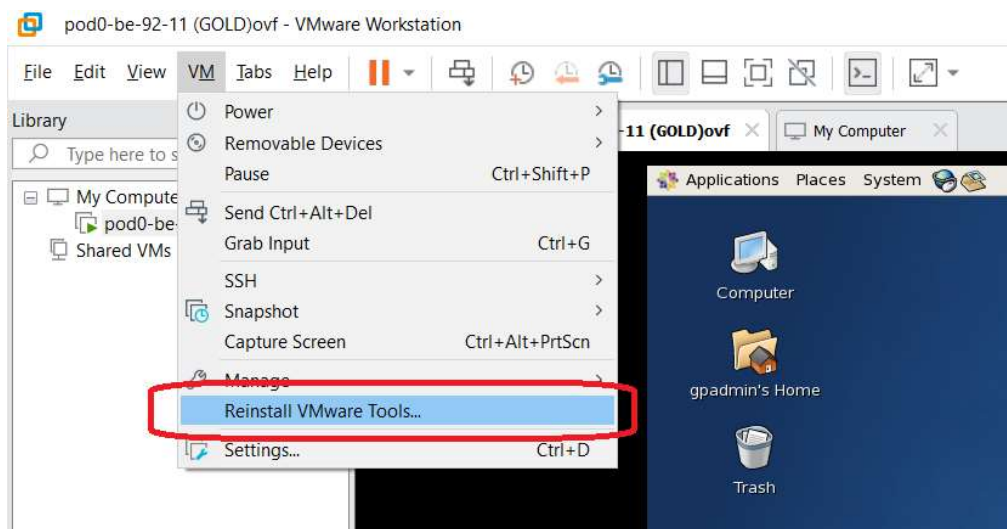 pod0-be-92-11 (GOLD)ovf - VMware Workstation
File Edit View VM Tabs Help
Library
Type here to s
My Compute
pod0-be-
Shared VMs
Power
Removable Devices
Pause Ctrl+Shift+P
Send Ctrl+Alt+Del
Grab Input Ctrl+G
SSH
Snapshot
Capture Screen Ctrl+Alt+PrtScn
Manage
Reinstall VMware Tools...
Settings... Ctrl+D
-11 (GOLD)ovf My Computer
Applications Places System
Computer
gpadmin's Home
Trash